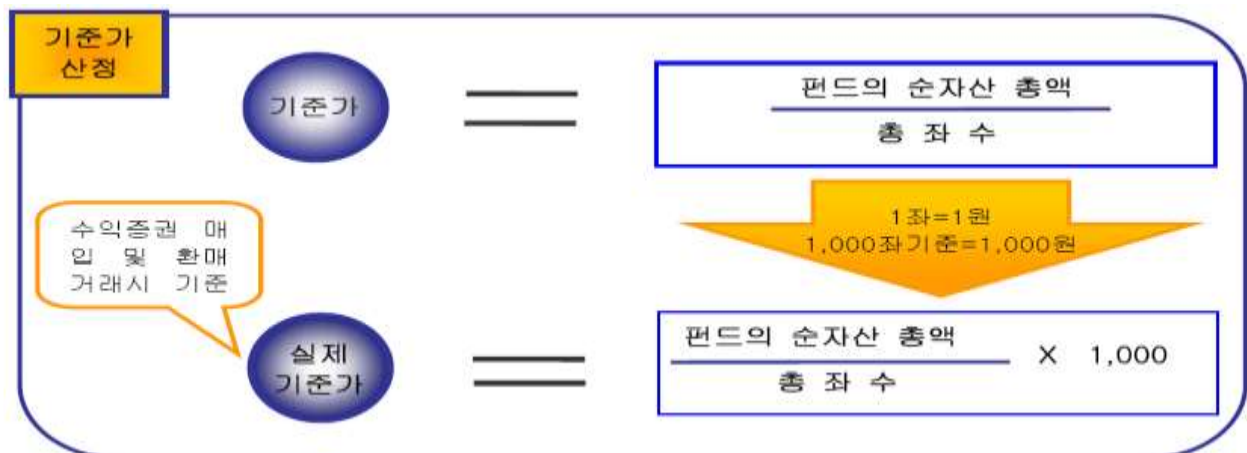 기준가
산정
기준가
펀드의 순자산 총액
총 좌 수
1좌=1원
1,000좌기준=1,000원
수익증권 매
입 및 환매
거래시 기준
실제
기준가
펀드의 순자산 총액
총 좌 수
X 1,000